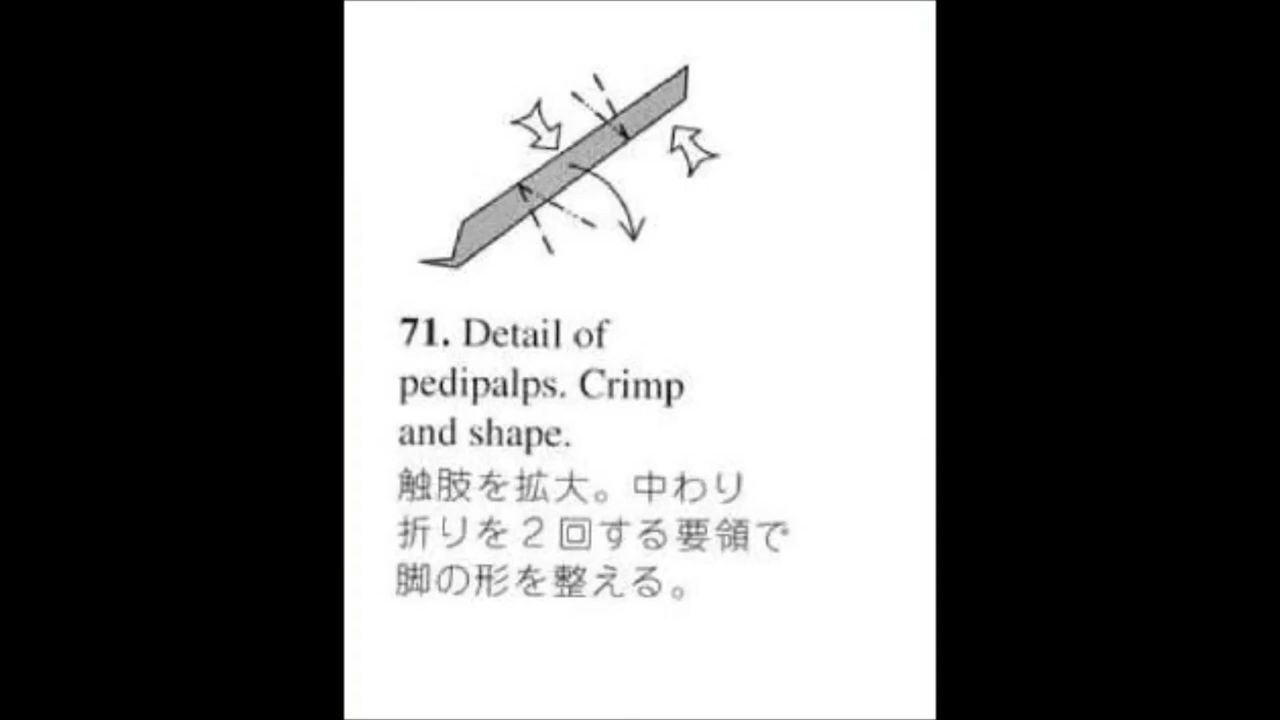 71. Detail of
pedipalps. Crimp
and shape.
触肢を拡大。中わり
折りを２回する要領で
脚の形を整える。